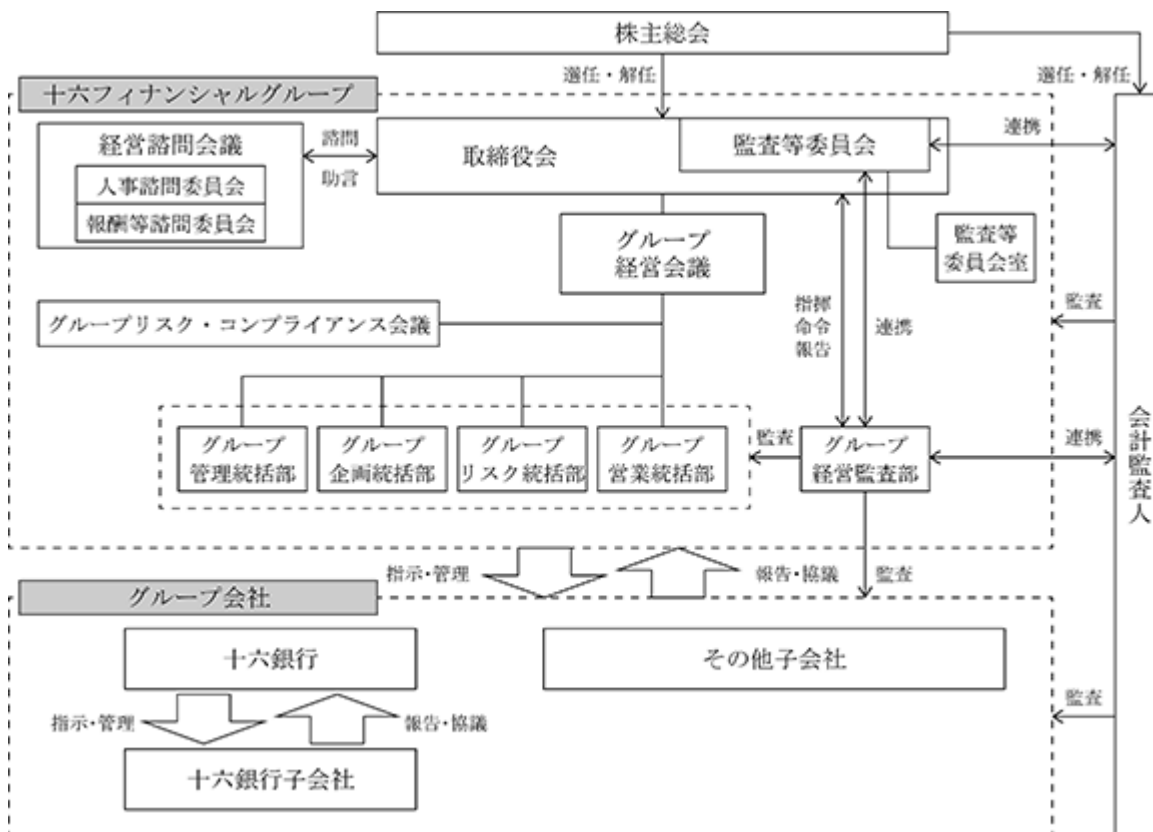 株主総会
選任・解任
選任・解任
十六フィナンシャルグループ
経営諮問会議
人事諮問委員会
報酬等諮問委員会
諮問
助言
取締役会
監査等委員会
連携
グループ
経営会議
監査等
委員会室
グループリスク・コンプライアンス会議
指揮
命令
報告
連携
監査
グループ
管理統括部
グループ
企画統括部
グループ
リスク統括部
グループ
営業統括部
監査
グループ
経営監査部
連携
会計監査人
指示・管理
報告・協議
監査
グループ会社
十六銀行
その他子会社
指示・管理
報告・協議
監査
十六銀行子会社